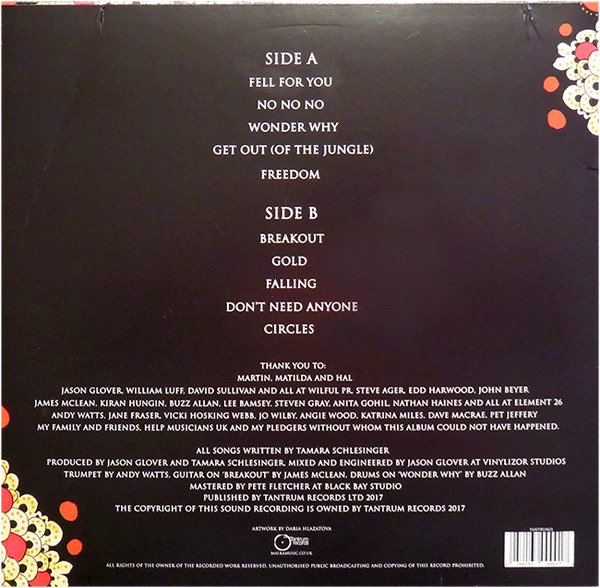 SIDE A
FELL FOR YOU
NO NO NO
WONDER WHY
GET OUT (OF THE JUNGLE)
FREEDOM
SIDE B
BREAKOUT
GOLD
FALLING
DON'T NEED ANYONE
CIRCLES
THANK YOU TO:
MARTIN, MATILDA AND HAL
JASON GLOVER, WILLIAM LUFF, DAVID SULLIVAN AND ALL AT WILFUL PR, STEVE AGER, EDD HARWOOD, JOHN BEYER
JAMES MCLEAN, KIRAN HUNGIN, BUZZ ALLAN, LEE BAMSEY, STEVEN GRAY, ANITA GOHIL, NATHAN HAINES AND ALL AT ELEMENT 26
ANDY WATTS, JANE FRASER, VICKI HOSKING WEBB, JO WILBY, ANGIE WOOD, KATRINA MILES, DAVE MACRAE, PET JEFFERY
MY FAMILY AND FRIENDS, HELP MUSICIANS UK AND MY PLEDGERS WITHOUT WHOM THIS ALBUM COULD NOT HAVE HAPPENED.
ALL SONGS WRITTEN BY TAMARA SCHLESINGER
PRODUCED BY JASON GLOVER AND TAMARA SCHLESINGER, MIXED AND ENGINEERED BY JASON GLOVER AT VINYLIZOR STUDIOS
TRUMPET BY ANDY WATTS, GUITAR ON 'BREAKOUT' BY JAMES MCLEAN, DRUMS ON 'WONDER WHY' BY BUZZ ALLAN
MASTERED BY PETE FLETCHER AT BLACK BAY STUDIO
PUBLISHED BY TANTRUM RECORDS LTD 2017
THE COPYRIGHT OF THIS SOUND RECORDING IS OWNED BY TANTRUM RECORDS 2017
ARTWORK BY DARIA HLAZATOVA
Tantrum Records
MALKAMUSIC.CO.UK
ALL RIGHTS OF THE OWNER OF THE RECORDED WORK RESERVED. UNAUTHORISED PUBLIC BROADCASTING AND COPYING OF THIS RECORD PROHIBITED.